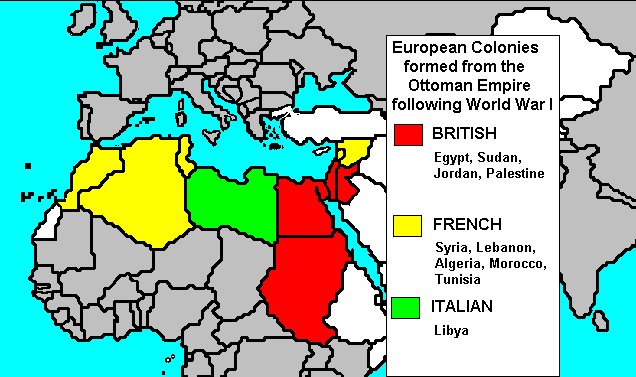 European Colonies
formed from the
Ottoman Empire
following World War I
BRITISH
Egypt, Sudan,
Jordan, Palestine
FRENCH
Syria, Lebanon,
Algeria, Morocco,
Tunisia
ITALIAN
Libya